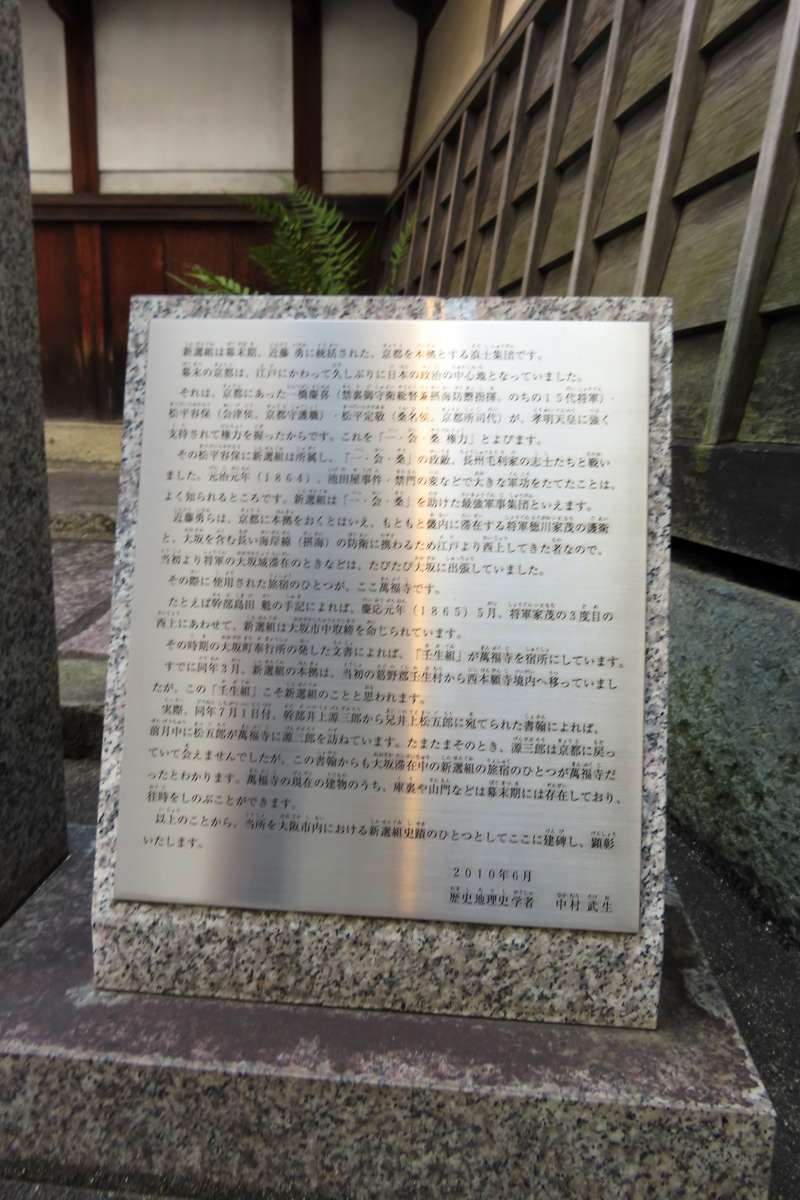 新選組は幕末期、近藤 勇に統括された、京都を本拠とする浪士集団です。
幕末の京都は、江戸にかわって久しぶりに日本の政治の中心地となっていました。
それは、京都にあった一橋慶喜（禁裏御守衛総督兼摂海防禦指揮、のちの１５代将軍）・
松平容保（会津侯、京都守護職）・松平定敬（桑名侯、京都所司代）が、孝明天皇に強く
支持されて権力を握ったからです。これを「一・会・桑 権力」とよびます。
その松平容保に新選組は所属し、「一・会・桑」の政敵、長州毛利家の志士たちと戦い
ました。元治元年（1864）、池田屋事件・禁門の変などで大きな軍功をたてたことは、
よく知られるところです。新選組は「一・会・桑」を助けた最強軍事集団といえます。
近藤勇らは、京都に本拠をおくとはいえ、もともと畿内に滞在する将軍徳川家茂の護衛
と、大坂を含む長い海岸線（摂海）の防衛に携わるため江戸より西上してきた者なので、
当初より将軍の大坂城滞在のときなどは、たびたび大坂に出張していました。
その際に使用された旅宿のひとつが、ここ萬福寺です。
たとえば幹部島田 魁の手記によれば、慶応元年（1865）5月、将軍家茂の3度目の
西上にあわせて、新選組は大坂市中取締を命じられています。
その時期の大坂町奉行所の発した文書によれば、「壬生組」が萬福寺を宿所にしています。
すでに同年3月、新選組の本拠は、当初の葛野郡壬生村から西本願寺境内へ移っていまし
たが、この「壬生組」こそ新選組のことと思われます。
実際、同年7月1日付、幹部井上源三郎から兄井上松五郎に宛てられた書翰によれば、
前月中に松五郎が萬福寺に源三郎を訪ねています。たまたまそのとき、源三郎は京都に戻っ
ていて会えませんでしたが、この書翰からも大坂滞在中の新選組の旅宿のひとつが萬福寺だ
ったとわかります。萬福寺の現在の建物のうち、庫裏や山門などは幕末期には存在しており、
往時をしのぶことができます。
以上のことから、当所を大阪市内における新選組史蹟のひとつとしてここに建碑し、顕彰
いたします。
2010年6月
歴史地理史学者 中村 武生